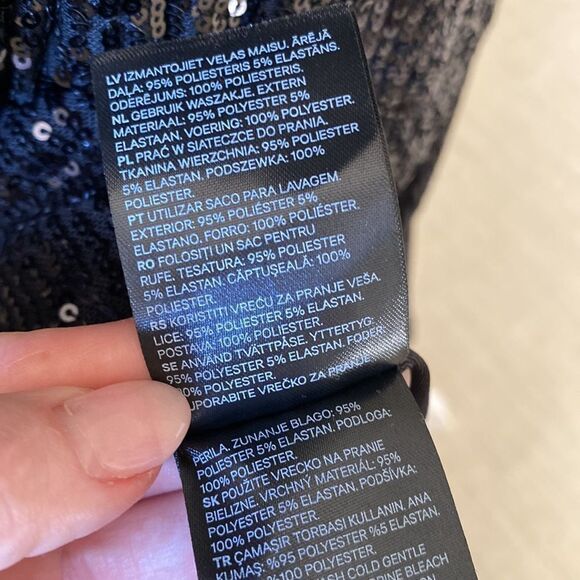 LV IZMANTOJIET VEĻAS MAISU. ĀRĒJĀ
DAĻA: 95% POLIESTERIS 5% ELASTĀNS.
ODERĒJUMS: 100% POLIESTERIS.
NL GEBRUIK WASZAKJE. EXTERN
MATERIAAL: 95% POLYESTER 5%
ELASTAAN. VOERING: 100% POLYESTER.
PL PRAĆ W SIATECZCE DO PRANIA.
TKANINA WIERZCHNIA: 95% POLIESTER
5% ELASTAN. PODSZEWKA: 100%
POLIESTER.
PT UTILIZAR SACO PARA LAVAGEM.
EXTERIOR: 95% POLIÉSTER 5%
ELASTANO. FORRO: 100% POLIÉSTER.
RO FOLOSIȚI UN SAC PENTRU
RUFE. ȚESATURA: 95% POLIESTER
5% ELASTAN. CĂPTUȘEALĂ: 100%
POLIESTER.
RS KORISTITI VREĆU ZA PRANJE VEŠA.
LICE: 95% POLIESTER 5% ELASTAN.
POSTAVA: 100% POLIESTER.
SE ANVÄND TVÄTTPÅSE. YTTERTYG:
95% POLYESTER 5% ELASTAN. FODER:
100% POLYESTER.
UPORABITE VREČKO ZA PRANJE
PERILA. ZUNANJE BLAGO: 95%
POLIESTER 5% ELASTAN. PODLOGA:
100% POLIESTER.
SK POUŽITE VRECKO NA PRANIE
BIELIZNE. VRCHNÝ MATERIÁL: 95%
POLYESTER 5% ELASTAN. PODŠÍVKA:
100% POLYESTER.
TR ÇAMAŞIR TORBASI KULLANIN. ANA
KUMAŞ: %95 POLYESTER %5 ELASTAN.
%100 POLYESTER.
COLD GENTLE
BLEACH